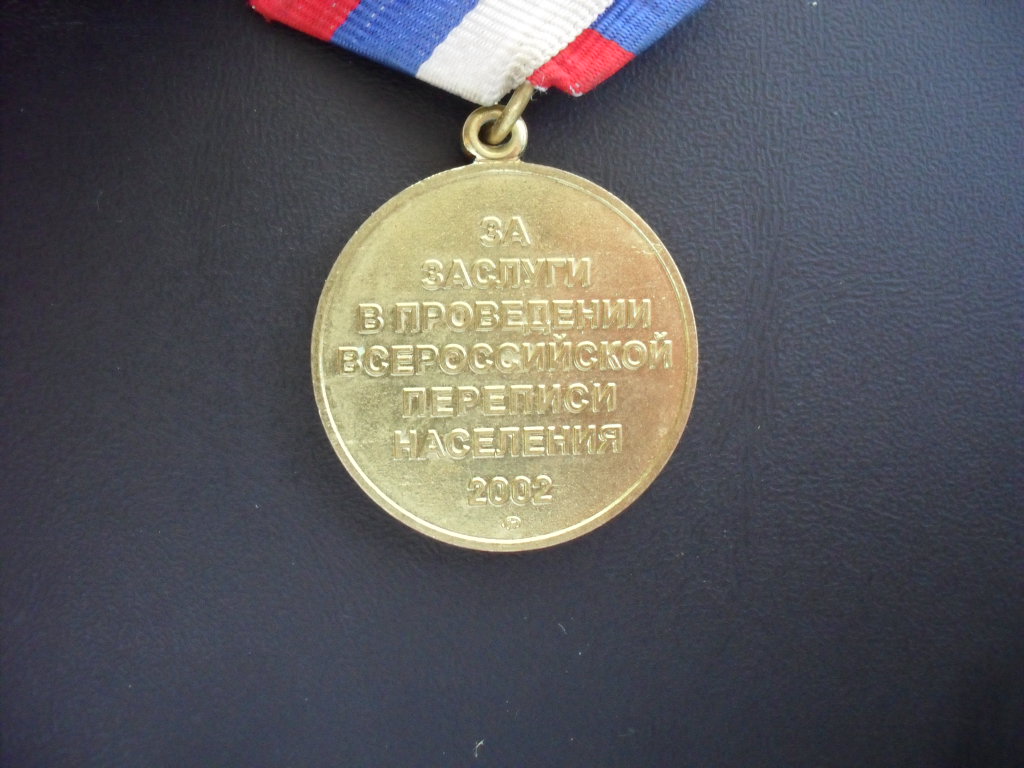 ЗА
ЗАСЛУГИ
В ПРОВЕДЕНИИ
ВСЕРОССИЙСКОЙ
ПЕРЕПИСИ
НАСЕЛЕНИЯ
2002